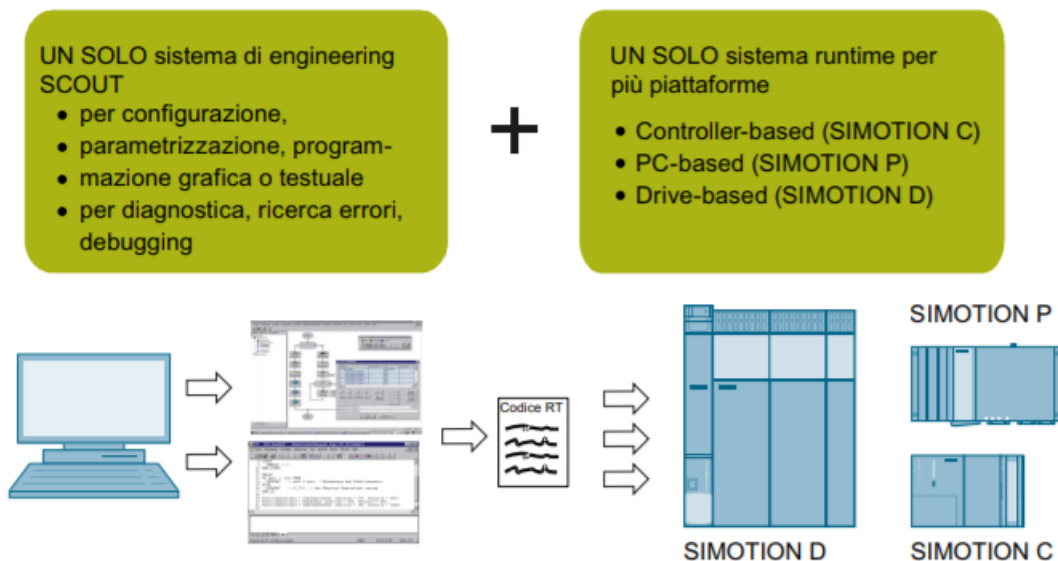 UN SOLO sistema di engineering
SCOUT
• per configurazione,
• parametrizzazione, program-
• mazione grafica o testuale
• per diagnostica, ricerca errori,
debugging
+
UN SOLO sistema runtime per
più piattaforme
• Controller-based (SIMOTION C)
• PC-based (SIMOTION P)
• Drive-based (SIMOTION D)
SIMOTION P
Codice RT
SIMOTION D
SIMOTION C